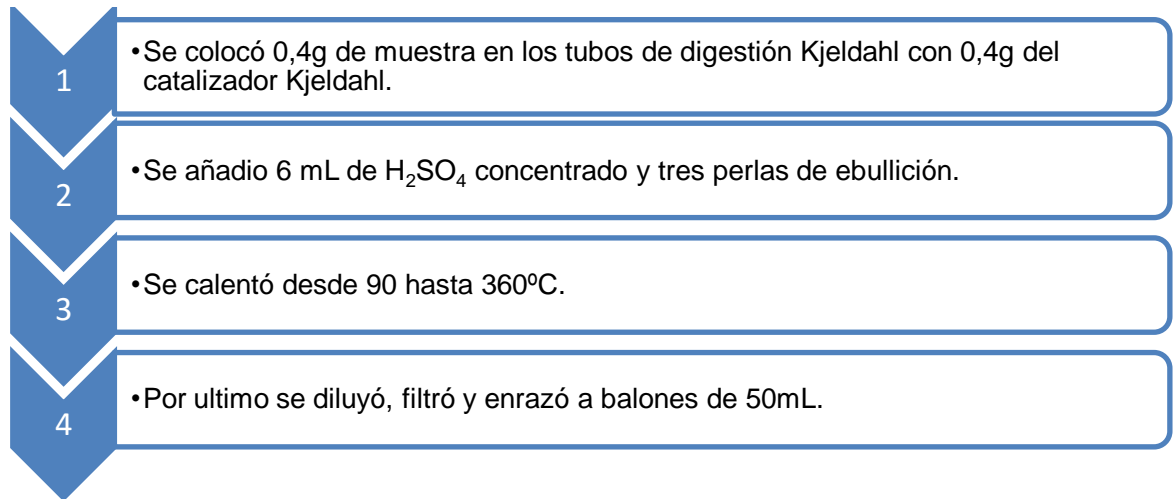 1
•Se colocó 0,4g de muestra en los tubos de digestión Kjeldahl con 0,4g del
catalizador Kjeldahl.
2
•Se añadio 6 mL de H₂SO₄ concentrado y tres perlas de ebullición.
3
•Se calentó desde 90 hasta 360ºC.
4
•Por ultimo se diluyó, filtró y enrazó a balones de 50mL.